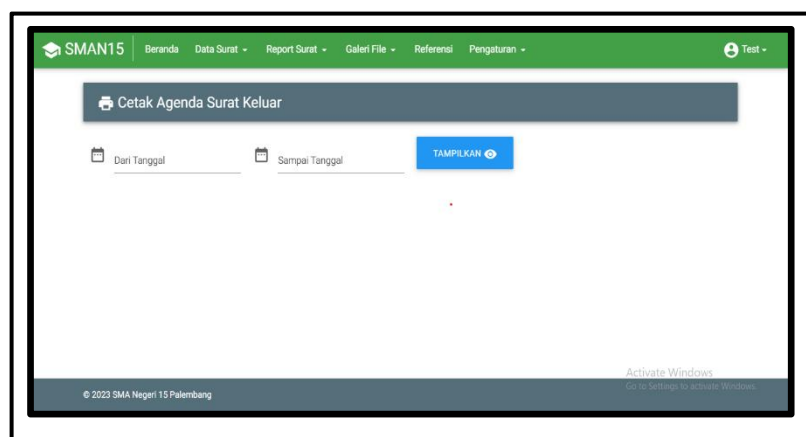 SMAN15 Beranda Data Surat Report Surat Galeri File Referensi Pengaturan Test
Cetak Agenda Surat Keluar
Dari Tanggal Sampai Tanggal TAMPILKAN
Activate Windows
Go to Settings to activate Windows.
© 2023 SMA Negeri 15 Palembang